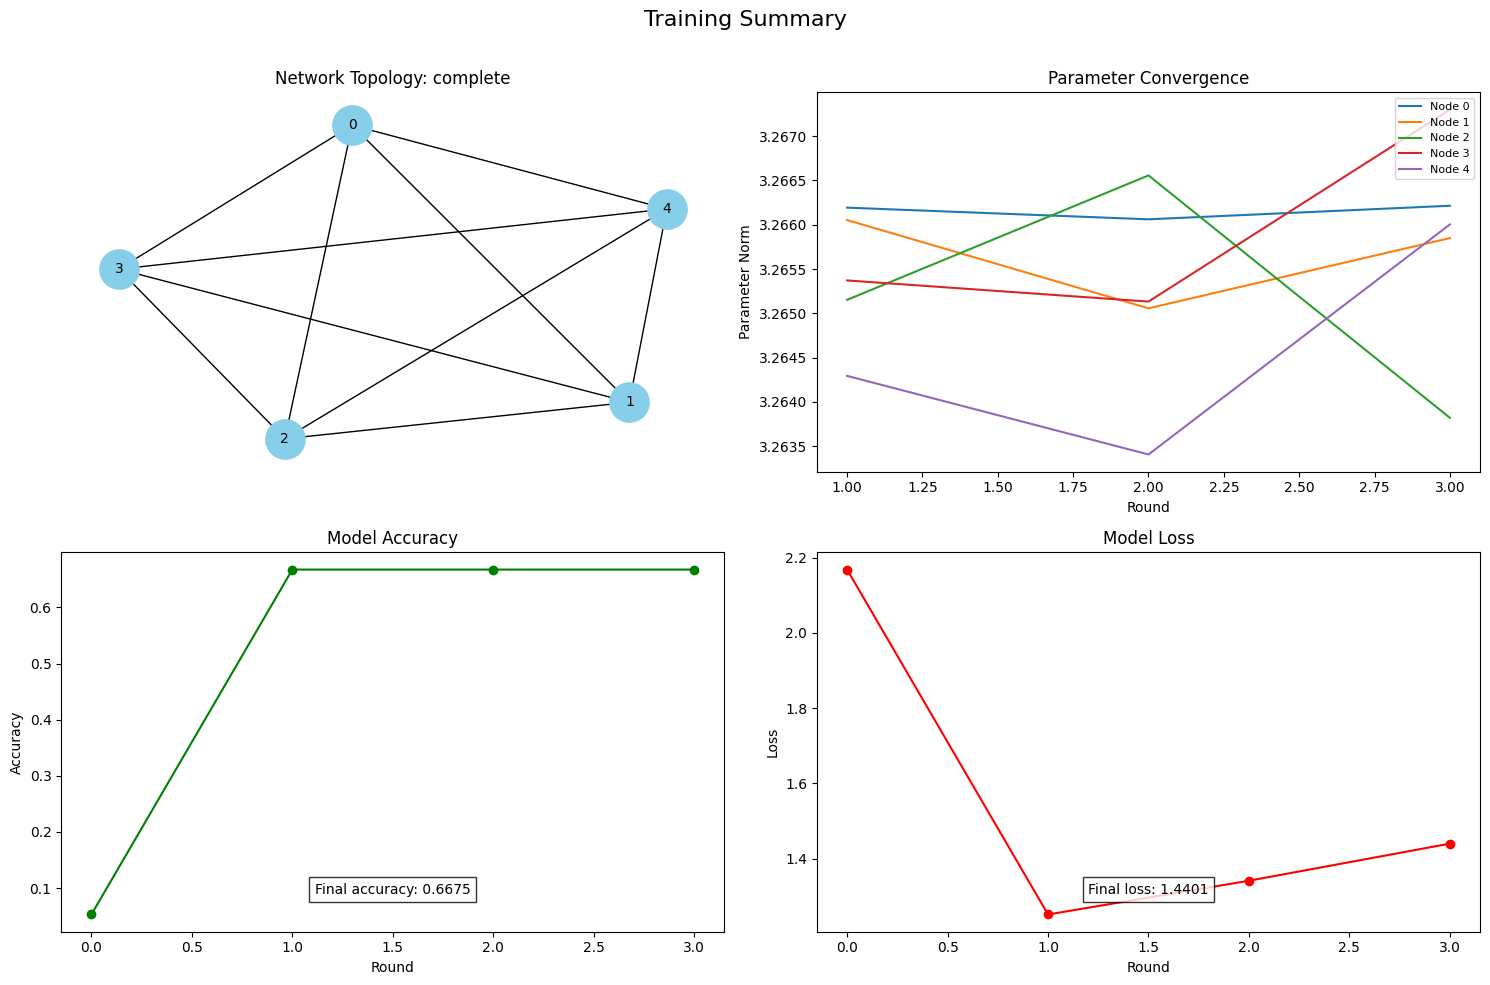 Training Summary
Network Topology: complete
0
4
3
1
2
Parameter Convergence
Node 0
Node 1
Node 2
Node 3
Node 4
Parameter Norm
3.2670
3.2665
3.2660
3.2655
3.2650
3.2645
3.2640
3.2635
1.00 1.25 1.50 1.75 2.00 2.25 2.50 2.75 3.00
Round
Model Accuracy
Accuracy
0.6
0.5
0.4
0.3
0.2
0.1
Final accuracy: 0.6675
0.0 0.5 1.0 1.5 2.0 2.5 3.0
Round
Model Loss
Loss
2.2
2.0
1.8
1.6
1.4
Final loss: 1.4401
0.0 0.5 1.0 1.5 2.0 2.5 3.0
Round